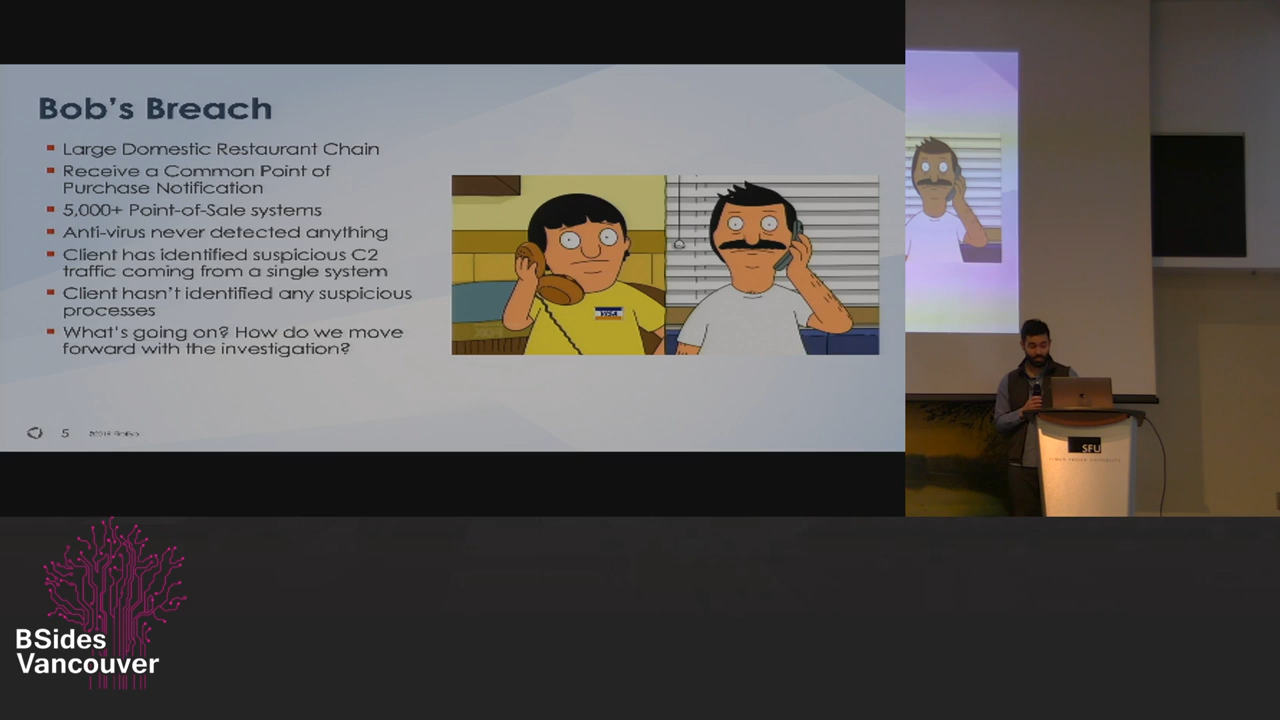 Bob's Breach
Large Domestic Restaurant Chain
Receive a Common Point of
Purchase Notification
5,000+ Point-of-Sale systems
Anti-virus never detected anything
Client has identified suspicious C2
traffic coming from a single system
Client hasn't identified any suspicious
processes
What's going on? How do we move
forward with the investigation?
VISA
5
SFU
BSides
Vancouver